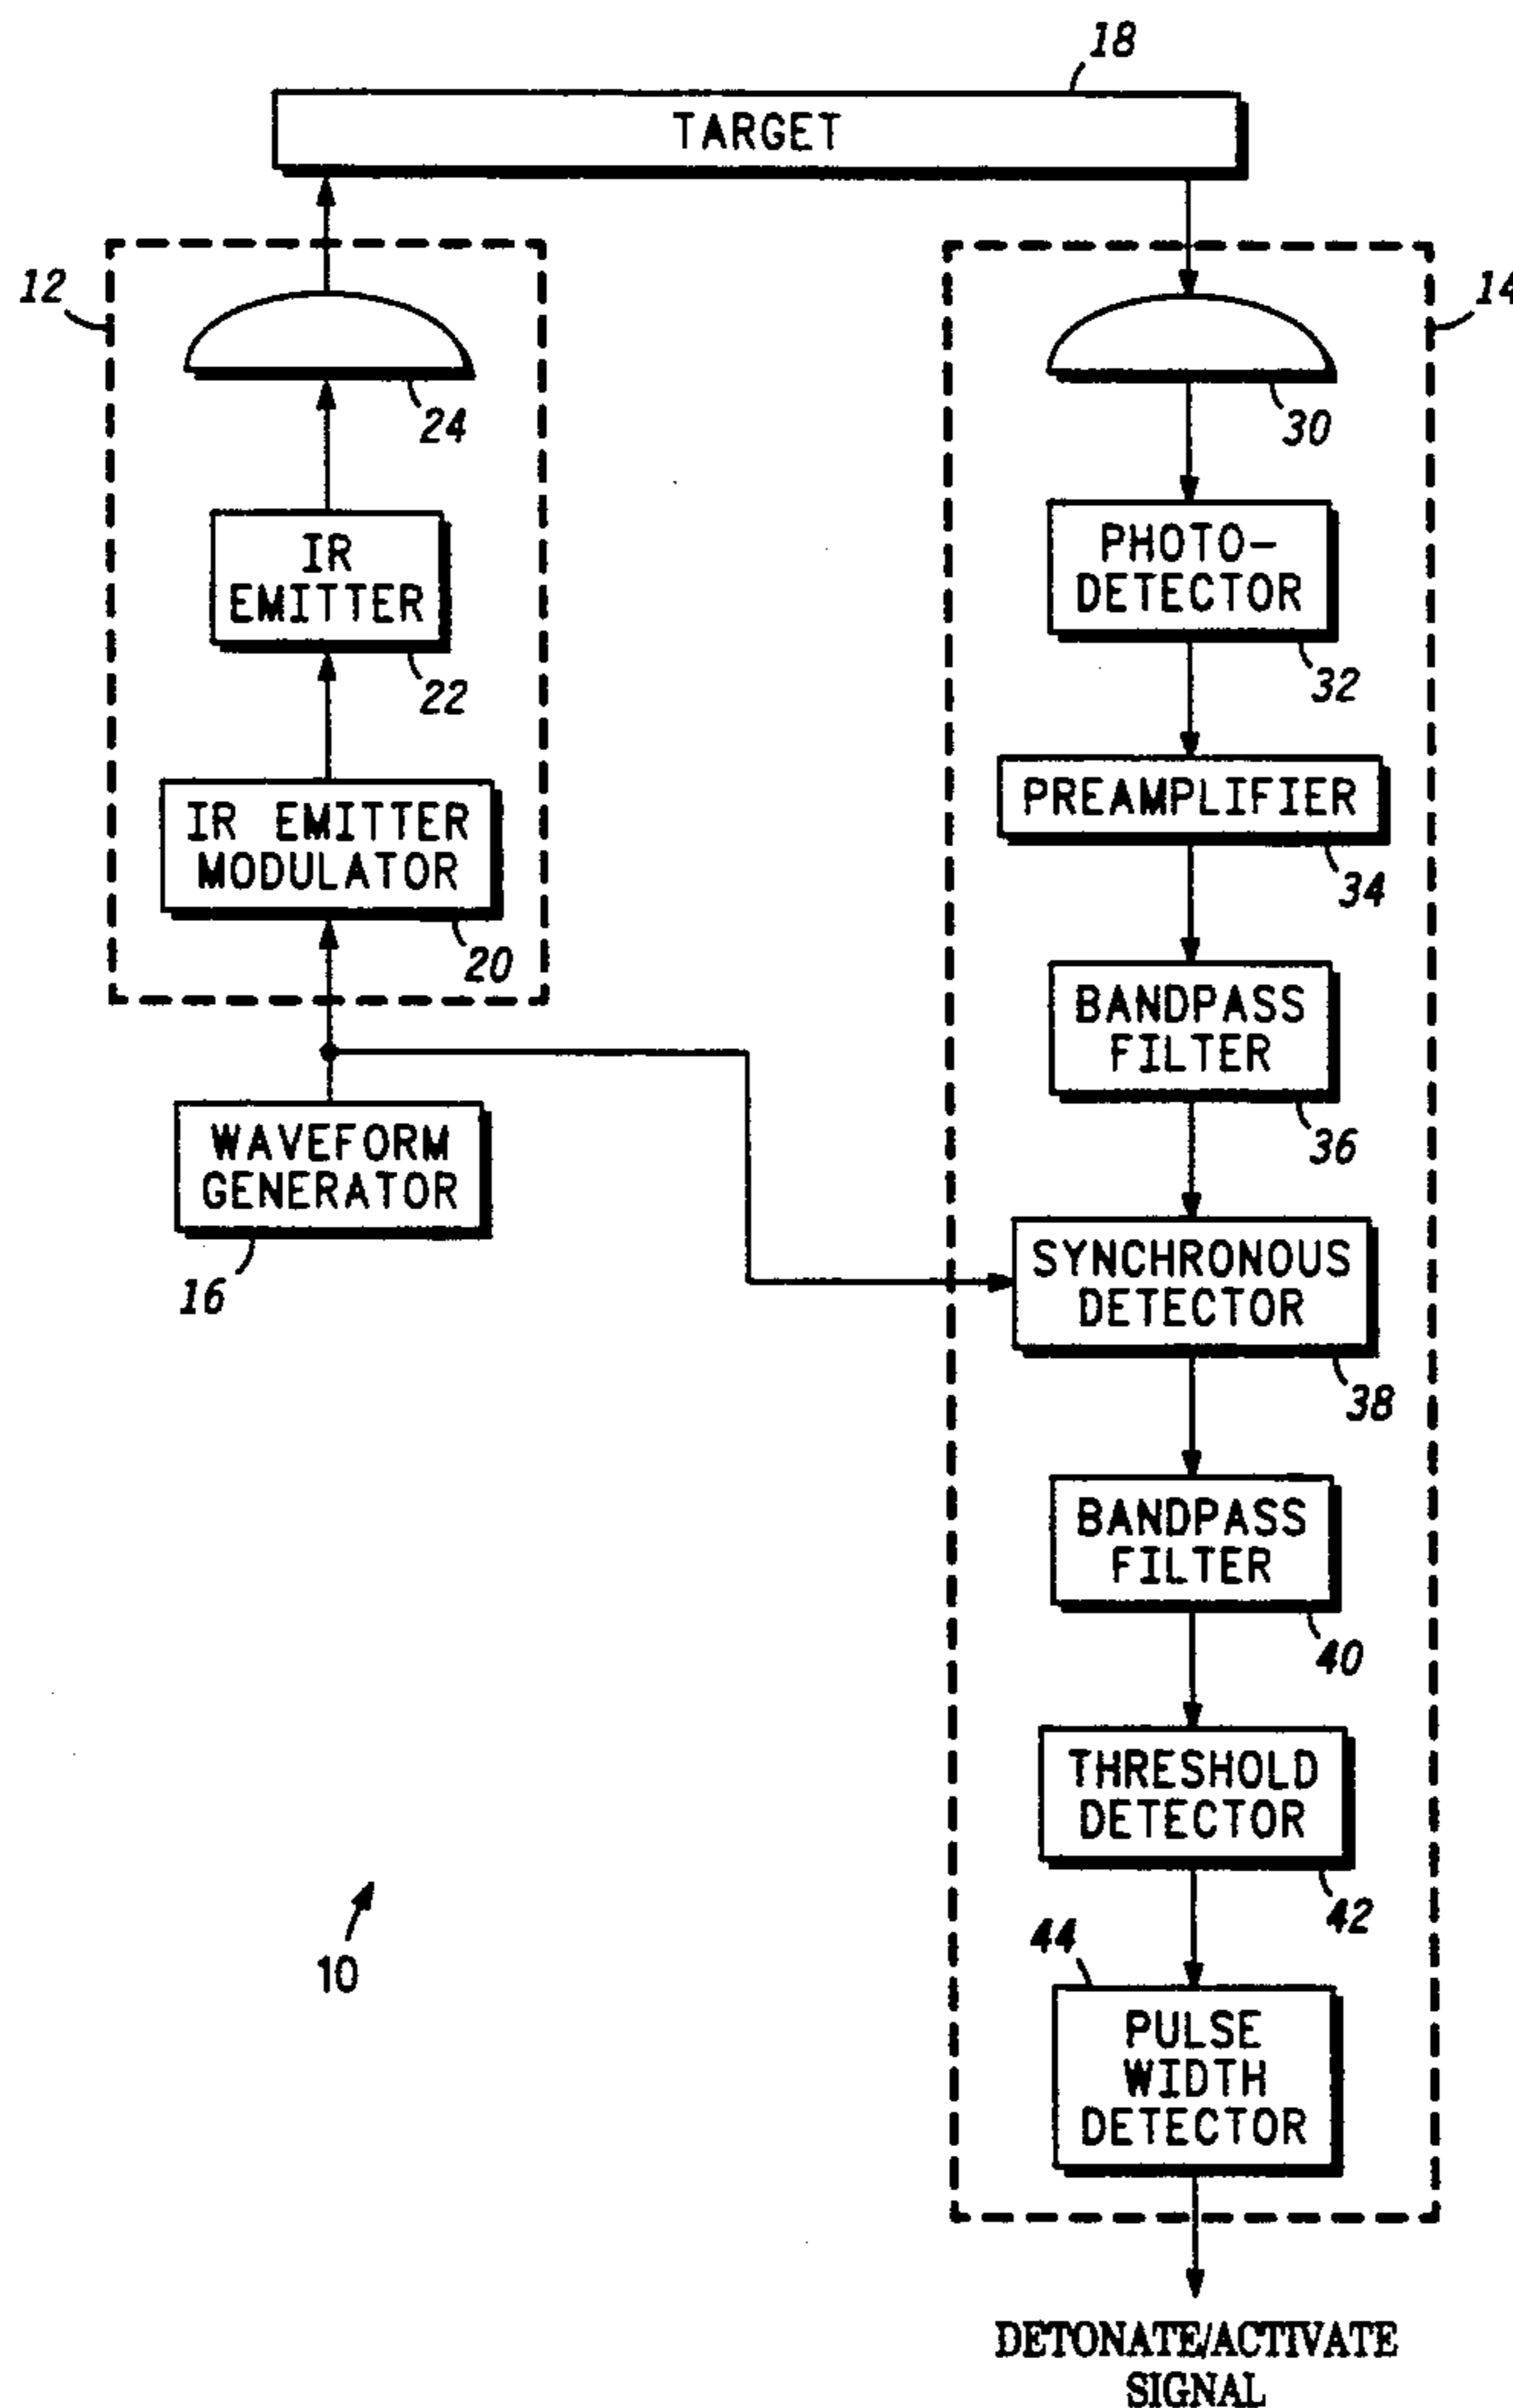 18
TARGET
12
14
24
30
IR
EMITTER
22
PHOTO-
DETECTOR
32
IR EMITTER
MODULATOR
20
PREAMPLIFIER
34
BANDPASS
FILTER
36
WAVEFORM
GENERATOR
16
SYNCHRONOUS
DETECTOR
38
BANDPASS
FILTER
40
THRESHOLD
DETECTOR
42
10
44
PULSE
WIDTH
DETECTOR
DETONATE/ACTIVATE
SIGNAL